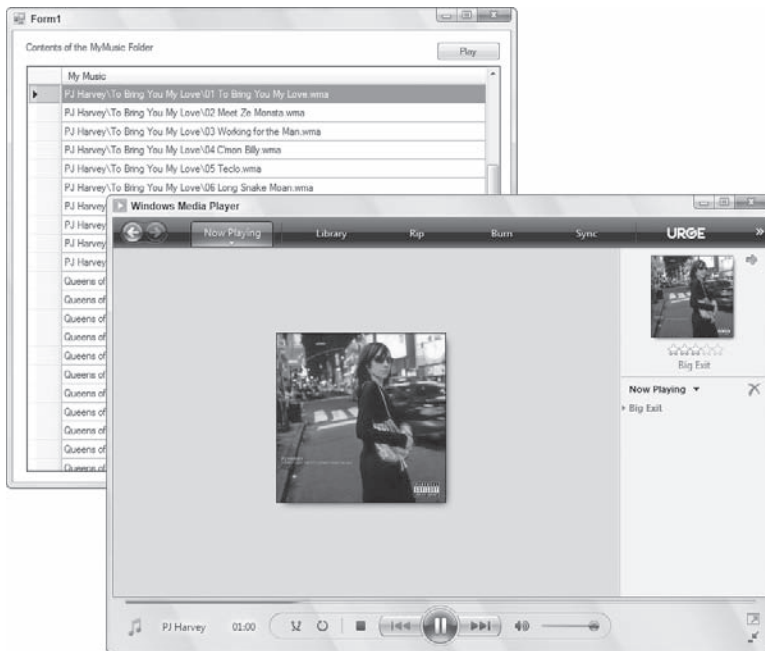 Form1
Contents of the MyMusic Folder
Play
My Music
PJ Harvey\To Bring You My Love\01 To Bring You My Love.wma
PJ Harvey\To Bring You My Love\02 Meet Ze Monsta.wma
PJ Harvey\To Bring You My Love\03 Working for the Man.wma
PJ Harvey\To Bring You My Love\04 C'mon Billy.wma
PJ Harvey\To Bring You My Love\05 Teclo.wma
PJ Harvey\To Bring You My Love\06 Long Snake Moan.wma
PJ Harvey
PJ Harvey
PJ Harvey
PJ Harvey
Queens of
Queens of
Queens of
Queens of
Queens of
Queens of
Queens of
Queens of
Queens of
Queens of
Queens of
Windows Media Player
Now Playing
Library
Rip
Burn
Sync
URGE
»
Big Exit
Now Playing
Big Exit
PJ Harvey
01:00